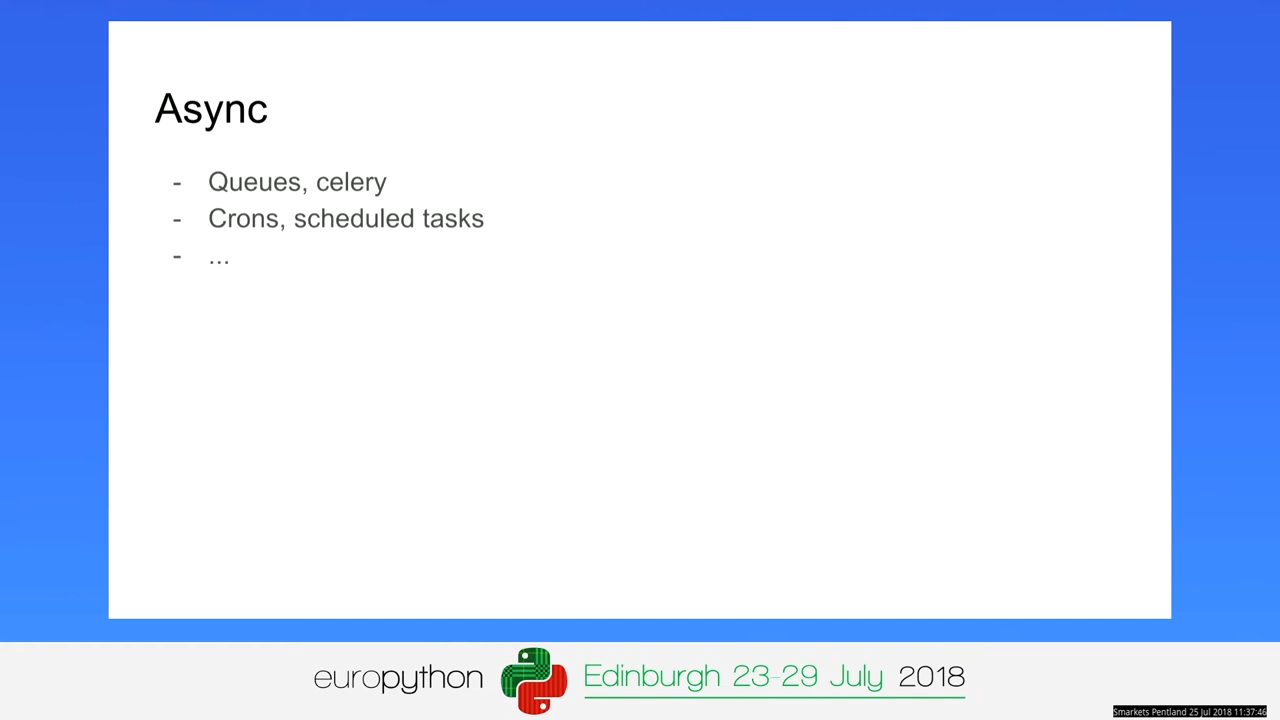 Async
- Queues, celery
- Crons, scheduled tasks
- ...
europython Edinburgh 23-29 July 2018
Smarkets Pentland 25 Jul 2018 11:37:46